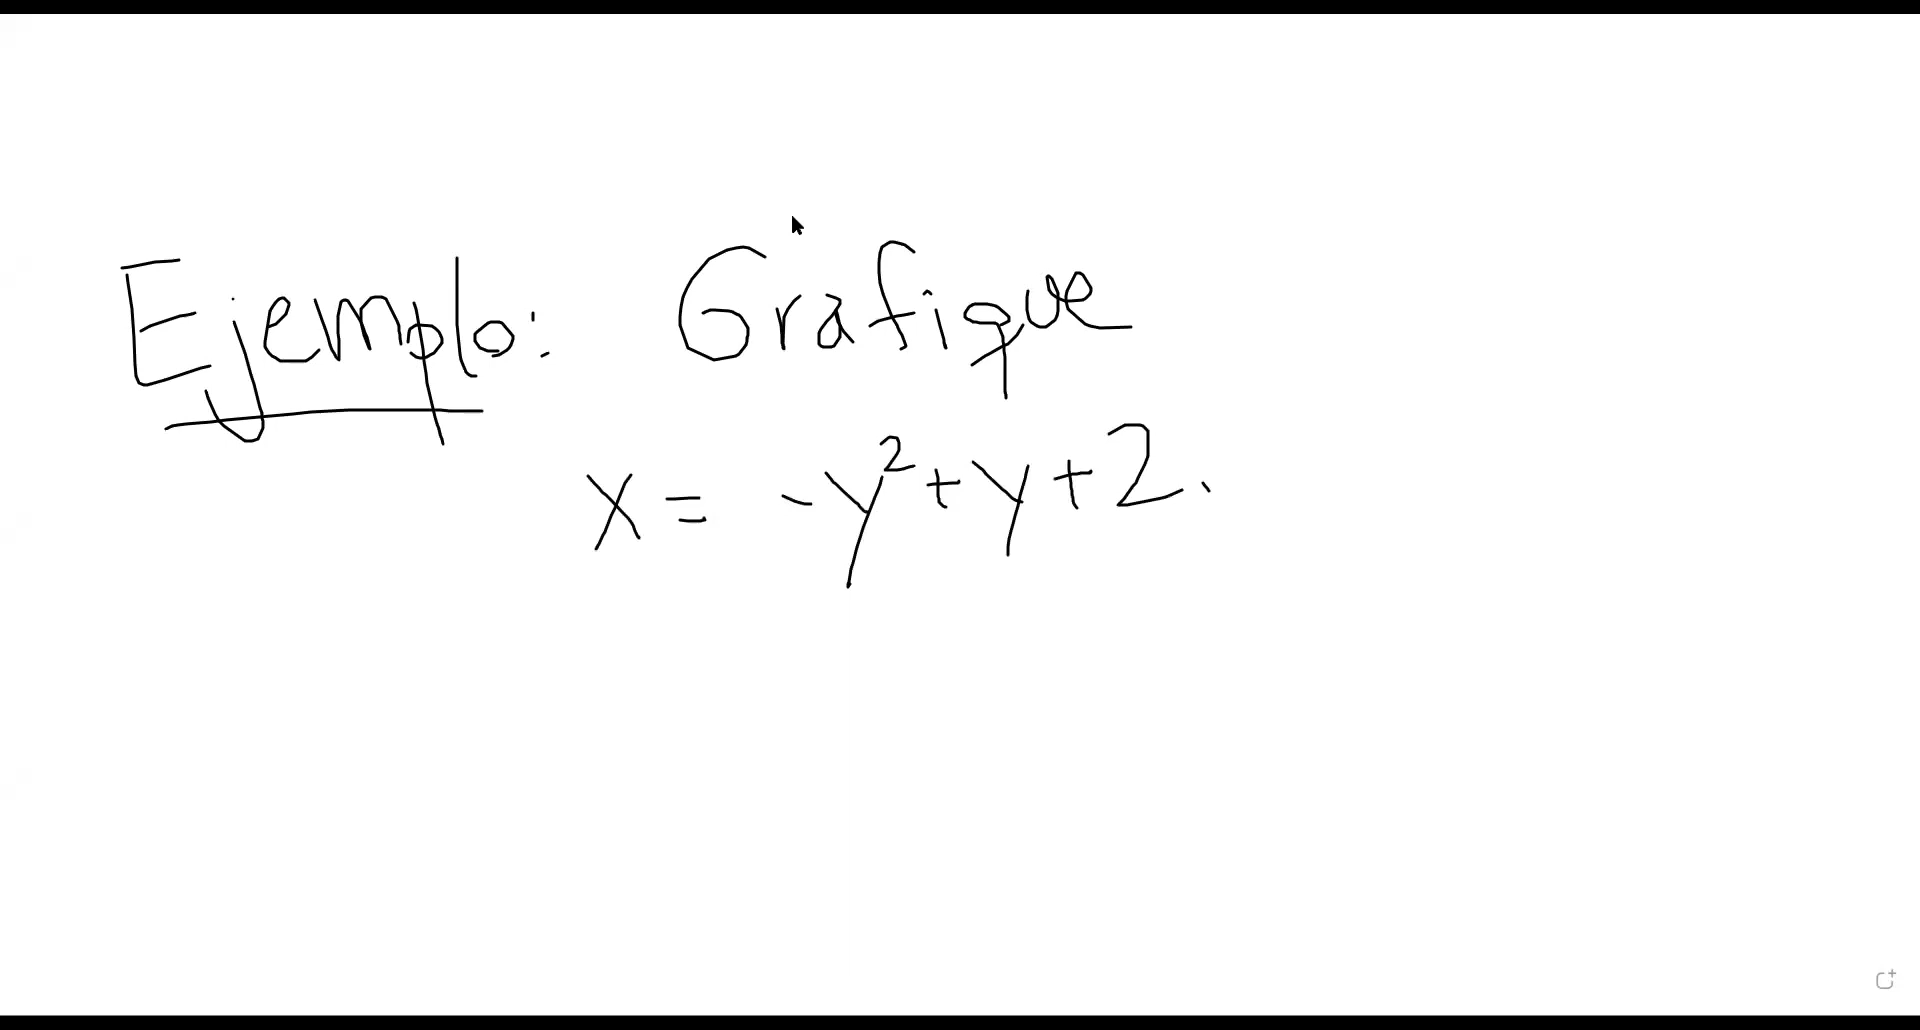 Ejemplo: Grafique
x = -y²+y+2.